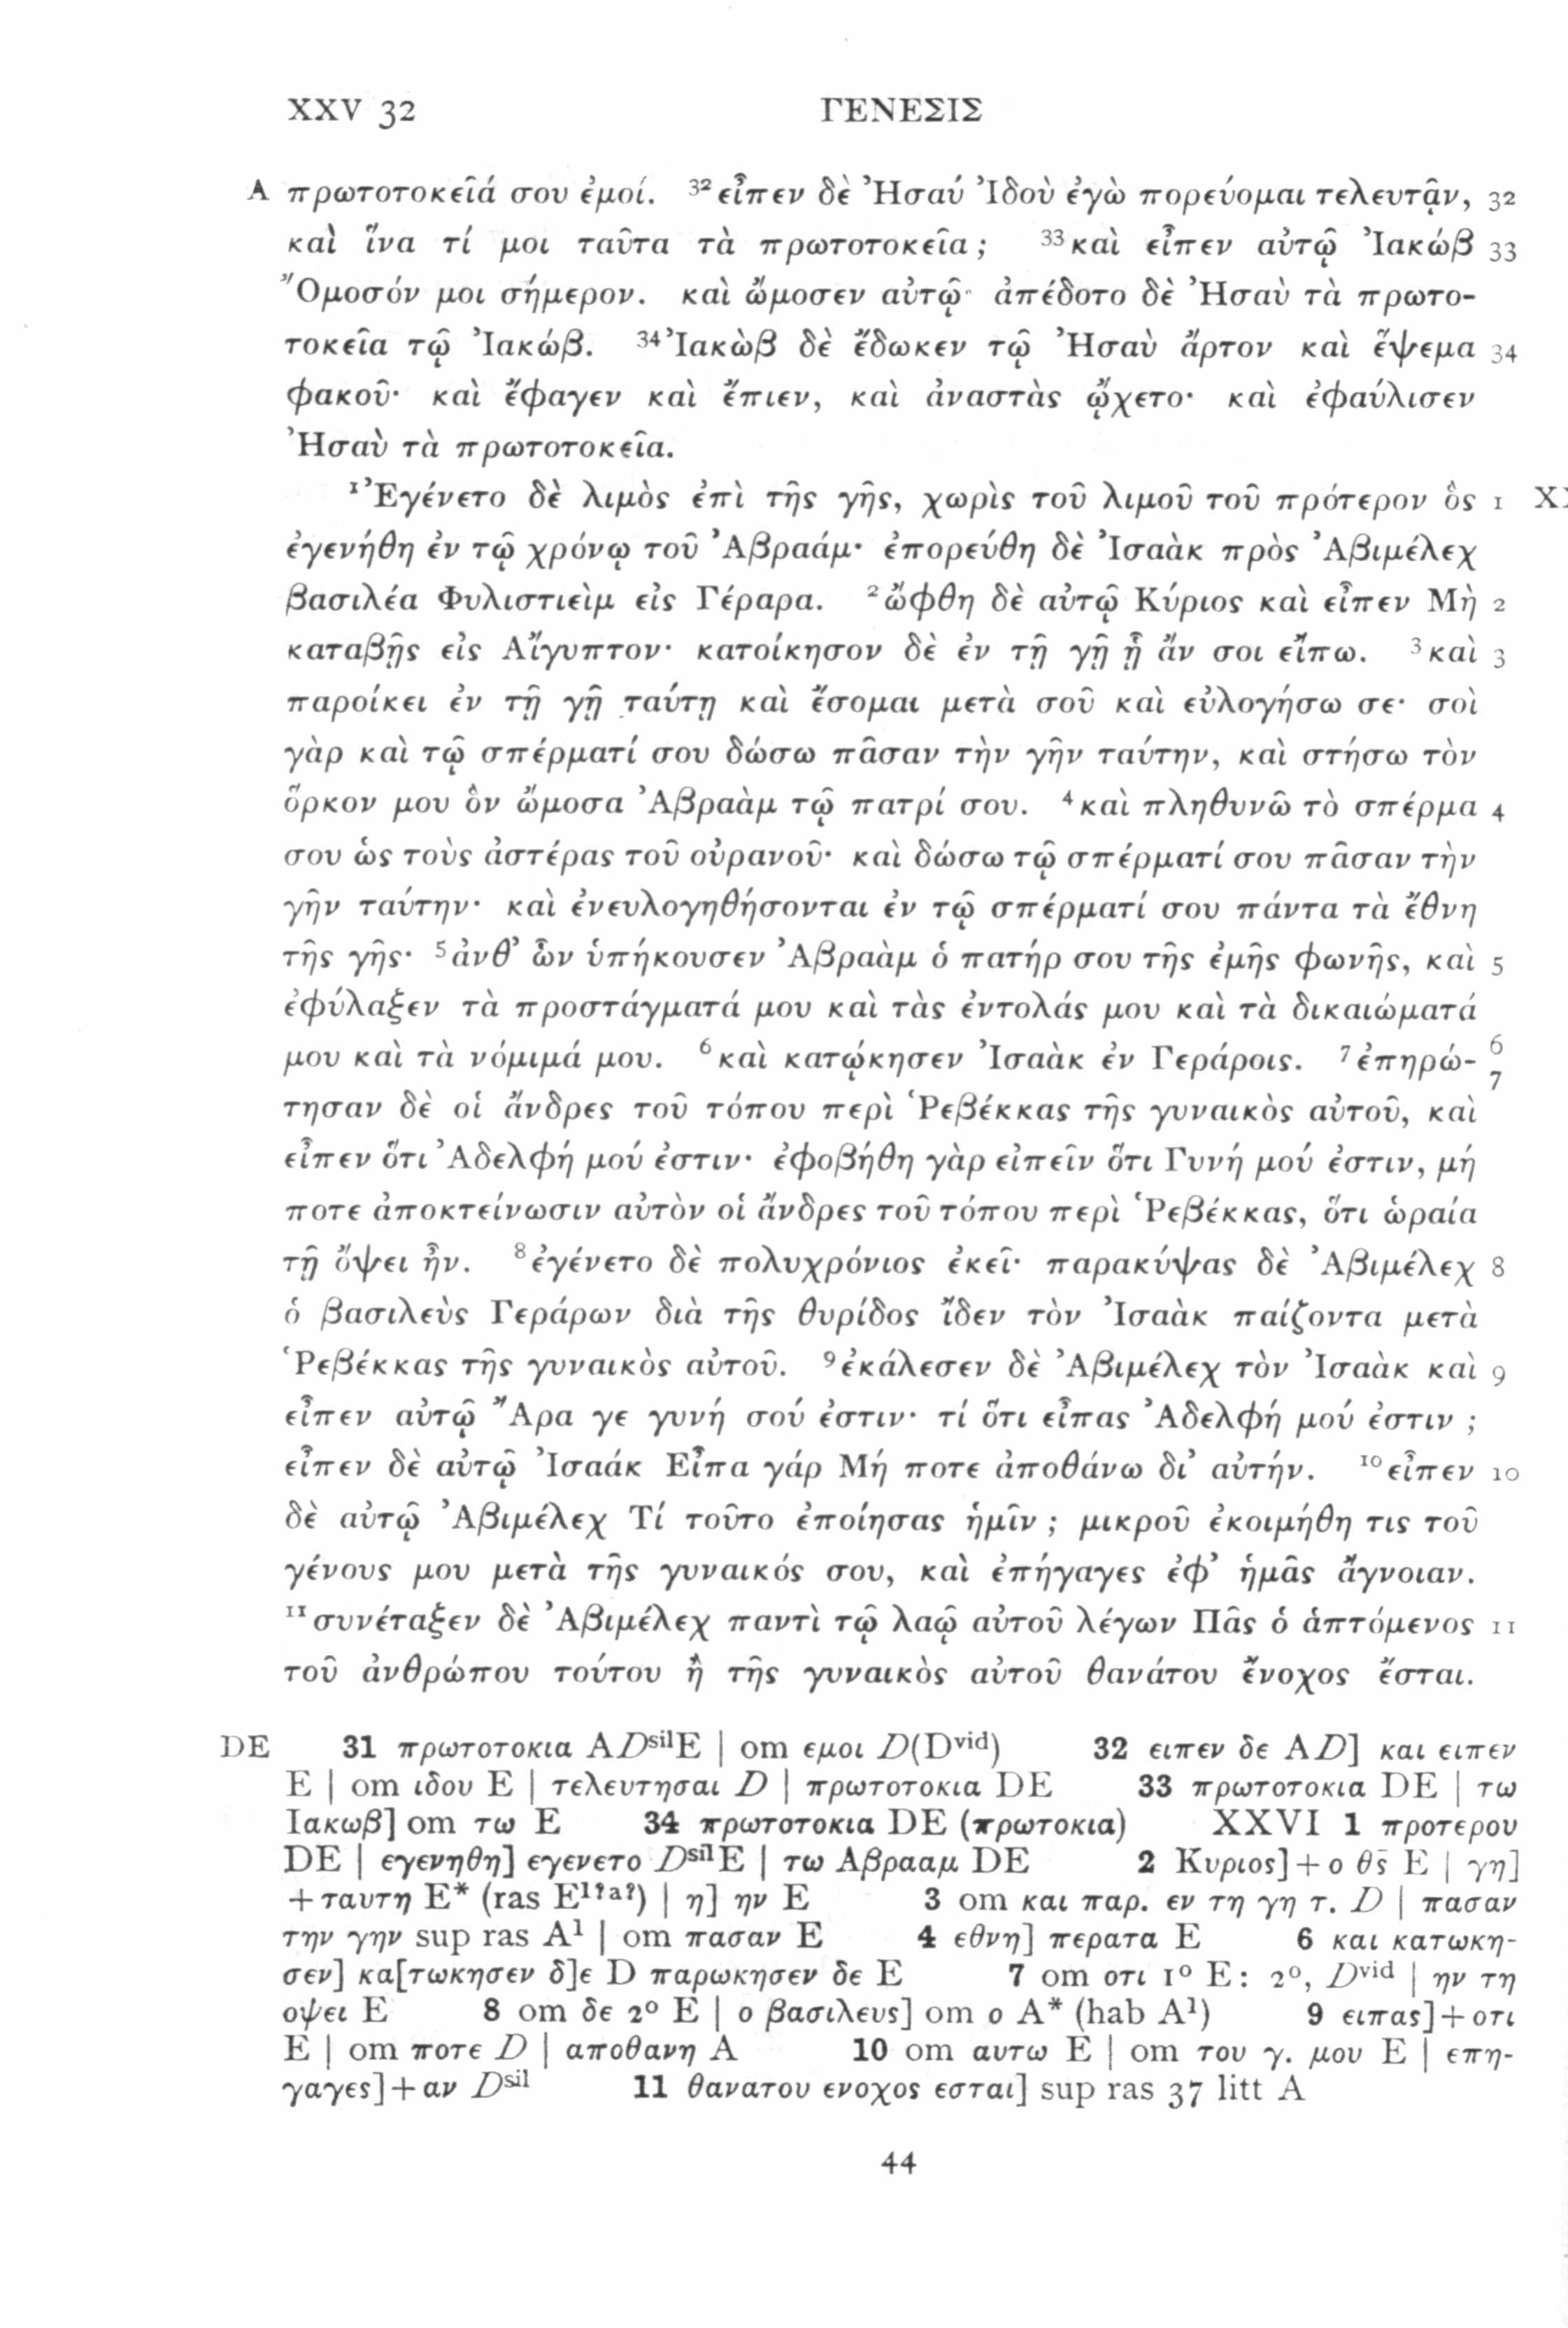 XXV 32 ΓΕΝΕΣΙΣ
A πρωτοτοκεῖά σου ἐμοί. ³²εἶπεν δὲ Ἠσαύ Ἰδοὺ ἐγὼ πορεύομαι τελευτᾷν, 32
καὶ ἵνα τί μοι ταῦτα τὰ πρωτοτοκεῖα; ³³καὶ εἶπεν αὐτῷ Ἰακώβ 33
Ὄμοσόν μοι σήμερον. καὶ ὤμοσεν αὐτῷ· ἀπέδοτο δὲ Ἠσαὺ τὰ πρωτο-
τοκεῖα τῷ Ἰακώβ. ³⁴Ἰακὼβ δὲ ἔδωκεν τῷ Ἠσαὺ ἄρτον καὶ ἕψεμα 34
φακοῦ· καὶ ἔφαγεν καὶ ἔπιεν, καὶ ἀναστὰς ᾤχετο· καὶ ἐφαύλισεν
Ἠσαὺ τὰ πρωτοτοκεῖα.
¹Ἐγένετο δὲ λιμὸς ἐπὶ τῆς γῆς, χωρὶς τοῦ λιμοῦ τοῦ πρότερον ὃς 1
ἐγενήθη ἐν τῷ χρόνῳ τοῦ Ἀβραάμ· ἐπορεύθη δὲ Ἰσαὰκ πρὸς Ἀβιμέλεχ
βασιλέα Φυλιστιεὶμ εἰς Γέραρα. ²ὤφθη δὲ αὐτῷ Κύριος καὶ εἶπεν Μὴ 2
καταβῇς εἰς Αἴγυπτον· κατοίκησον δὲ ἐν τῇ γῇ ᾗ ἄν σοι εἴπω. ³καὶ 3
παροίκει ἐν τῇ γῇ ταύτῃ καὶ ἔσομαι μετὰ σοῦ καὶ εὐλογήσω σε· σοὶ
γὰρ καὶ τῷ σπέρματί σου δώσω πᾶσαν τὴν γῆν ταύτην, καὶ στήσω τὸν
ὅρκον μου ὃν ὤμοσα Ἀβραὰμ τῷ πατρί σου. ⁴καὶ πληθυνῶ τὸ σπέρμα 4
σου ὡς τοὺς ἀστέρας τοῦ οὐρανοῦ· καὶ δώσω τῷ σπέρματί σου πᾶσαν τὴν
γῆν ταύτην· καὶ ἐνευλογηθήσονται ἐν τῷ σπέρματί σου πάντα τὰ ἔθνη
τῆς γῆς· ⁵ἀνθ’ ὧν ὑπήκουσεν Ἀβραὰμ ὁ πατήρ σου τῆς ἐμῆς φωνῆς, καὶ 5
ἐφύλαξεν τὰ προστάγματά μου καὶ τὰς ἐντολάς μου καὶ τὰ δικαιώματά
μου καὶ τὰ νόμιμά μου. ⁶καὶ κατῴκησεν Ἰσαὰκ ἐν Γεράροις. ⁷ἐπηρώ- 6
7
τησαν δὲ οἱ ἄνδρες τοῦ τόπου περὶ Ῥεβέκκας τῆς γυναικὸς αὐτοῦ, καὶ
εἶπεν ὅτι Ἀδελφή μού ἐστιν· ἐφοβήθη γὰρ εἰπεῖν ὅτι Γυνή μού ἐστιν, μή
ποτε ἀποκτείνωσιν αὐτὸν οἱ ἄνδρες τοῦ τόπου περὶ Ῥεβέκκας, ὅτι ὡραία
τῇ ὄψει ἦν. ⁸ἐγένετο δὲ πολυχρόνιος ἐκεῖ· παρακύψας δὲ Ἀβιμέλεχ 8
ὁ βασιλεὺς Γεράρων διὰ τῆς θυρίδος ἴδεν τὸν Ἰσαὰκ παίζοντα μετὰ
Ῥεβέκκας τῆς γυναικὸς αὐτοῦ. ⁹ἐκάλεσεν δὲ Ἀβιμέλεχ τὸν Ἰσαὰκ καὶ 9
εἶπεν αὐτῷ Ἄρα γε γυνή σού ἐστιν· τί ὅτι εἶπας Ἀδελφή μού ἐστιν;
εἶπεν δὲ αὐτῷ Ἰσαάκ Εἶπα γάρ Μή ποτε ἀποθάνω δι’ αὐτήν. ¹⁰εἶπεν 10
δὲ αὐτῷ Ἀβιμέλεχ Τί τοῦτο ἐποίησας ἡμῖν; μικροῦ ἐκοιμήθη τις τοῦ
γένους μου μετὰ τῆς γυναικός σου, καὶ ἐπήγαγες ἐφ’ ἡμᾶς ἄγνοιαν.
¹¹συνέταξεν δὲ Ἀβιμέλεχ παντὶ τῷ λαῷ αὐτοῦ λέγων Πᾶς ὁ ἁπτόμενος 11
τοῦ ἀνθρώπου τούτου ἢ τῆς γυναικὸς αὐτοῦ θανάτου ἔνοχος ἔσται.
DE 31 πρωτοτοκια ADˢⁱˡE | om εμοι D(Dᵛⁱᵈ) 32 ειπεν δε AD] και ειπεν
E | om ιδου E | τελευτησαι D | πρωτοτοκια DE 33 πρωτοτοκια DE | τω
Ιακωβ] om τω E 34 πρωτοτοκια DE (πρωτοκια) XXVI 1 προτερου
DE | εγενηθη] εγενετο DˢⁱˡE | τω Αβρααμ DE 2 Κυριος]+ο θς̄ E | γη]
+ταυτη E* (ras E¹ˀᵃˀ) | η] ην E 3 om και παρ. εν τη γη τ. D | πασαν
την γην sup ras A¹ | om πασαν E 4 εθνη] περατα E 6 και κατωκη-
σεν] κα[τωκησεν δ]ε D παρωκησεν δε E 7 om οτι 1⁰ E: 2⁰, Dᵛⁱᵈ | ην τη
οψει E 8 om δε 2⁰ E | ο βασιλευς] om ο A* (hab A¹) 9 ειπας]+οτι
E | om ποτε D | αποθανη A 10 om αυτω E | om του γ. μου E | επη-
γαγες]+αν Dˢⁱˡ 11 θανατου ενοχος εσται] sup ras 37 litt A
44